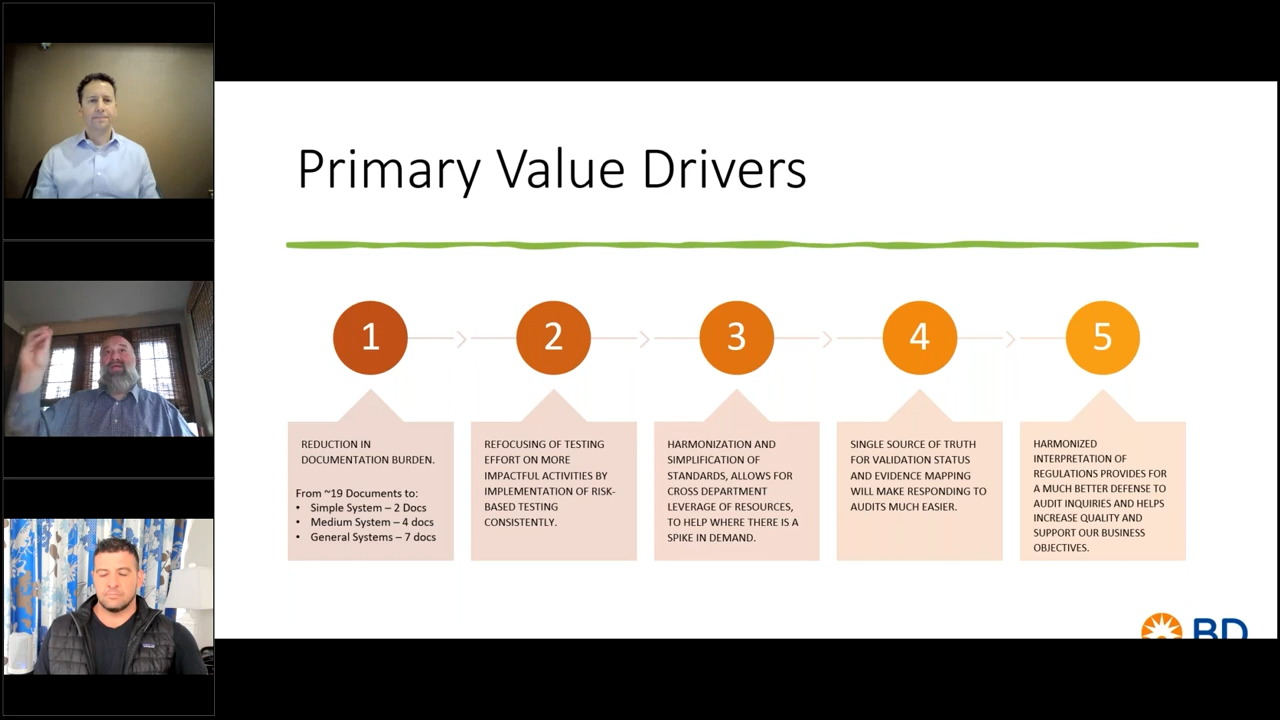 Primary Value Drivers
1
2
3
4
5
REDUCTION IN
DOCUMENTATION BURDEN.
From ~19 Documents to:
• Simple System – 2 Docs
• Medium System – 4 docs
• General Systems – 7 docs
REFOCUSING OF TESTING
EFFORT ON MORE
IMPACTFUL ACTIVITIES BY
IMPLEMENTATION OF RISK-
BASED TESTING
CONSISTENTLY.
HARMONIZATION AND
SIMPLIFICATION OF
STANDARDS, ALLOWS FOR
CROSS DEPARTMENT
LEVERAGE OF RESOURCES,
TO HELP WHERE THERE IS A
SPIKE IN DEMAND.
SINGLE SOURCE OF TRUTH
FOR VALIDATION STATUS
AND EVIDENCE MAPPING
WILL MAKE RESPONDING TO
AUDITS MUCH EASIER.
HARMONIZED
INTERPRETATION OF
REGULATIONS PROVIDES FOR
A MUCH BETTER DEFENSE TO
AUDIT INQUIRIES AND HELPS
INCREASE QUALITY AND
SUPPORT OUR BUSINESS
OBJECTIVES.
BD